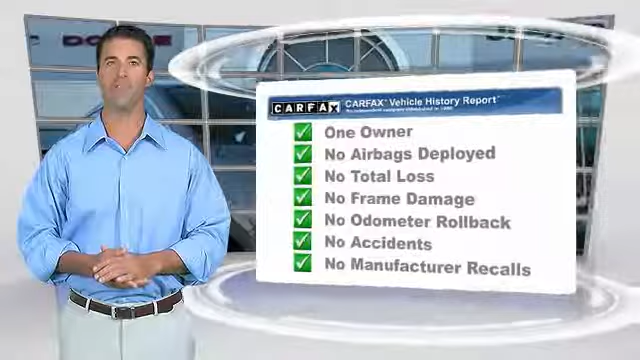 CARFAX CARFAX Vehicle History Report™
One Owner
No Airbags Deployed
No Total Loss
No Frame Damage
No Odometer Rollback
No Accidents
No Manufacturer Recalls